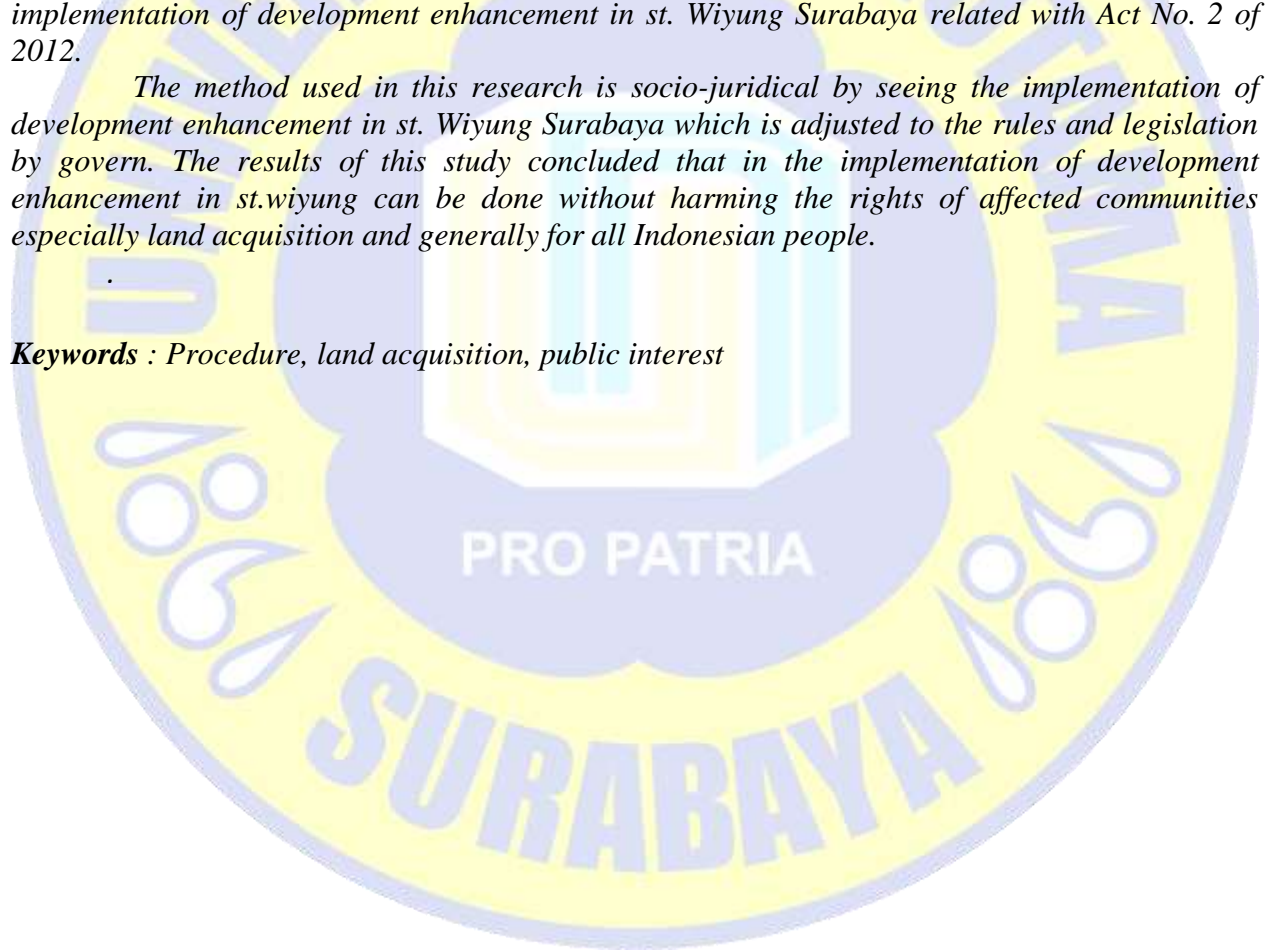 implementation of development enhancement in st. Wiyung Surabaya related with Act No. 2 of
2012.
The method used in this research is socio-juridical by seeing the implementation of
development enhancement in st. Wiyung Surabaya which is adjusted to the rules and legislation
by govern. The results of this study concluded that in the implementation of development
enhancement in st.wiyung can be done without harming the rights of affected communities
especially land acquisition and generally for all Indonesian people.
.
Keywords : Procedure, land acquisition, public interest
PRO PATRIA
SURABAYA